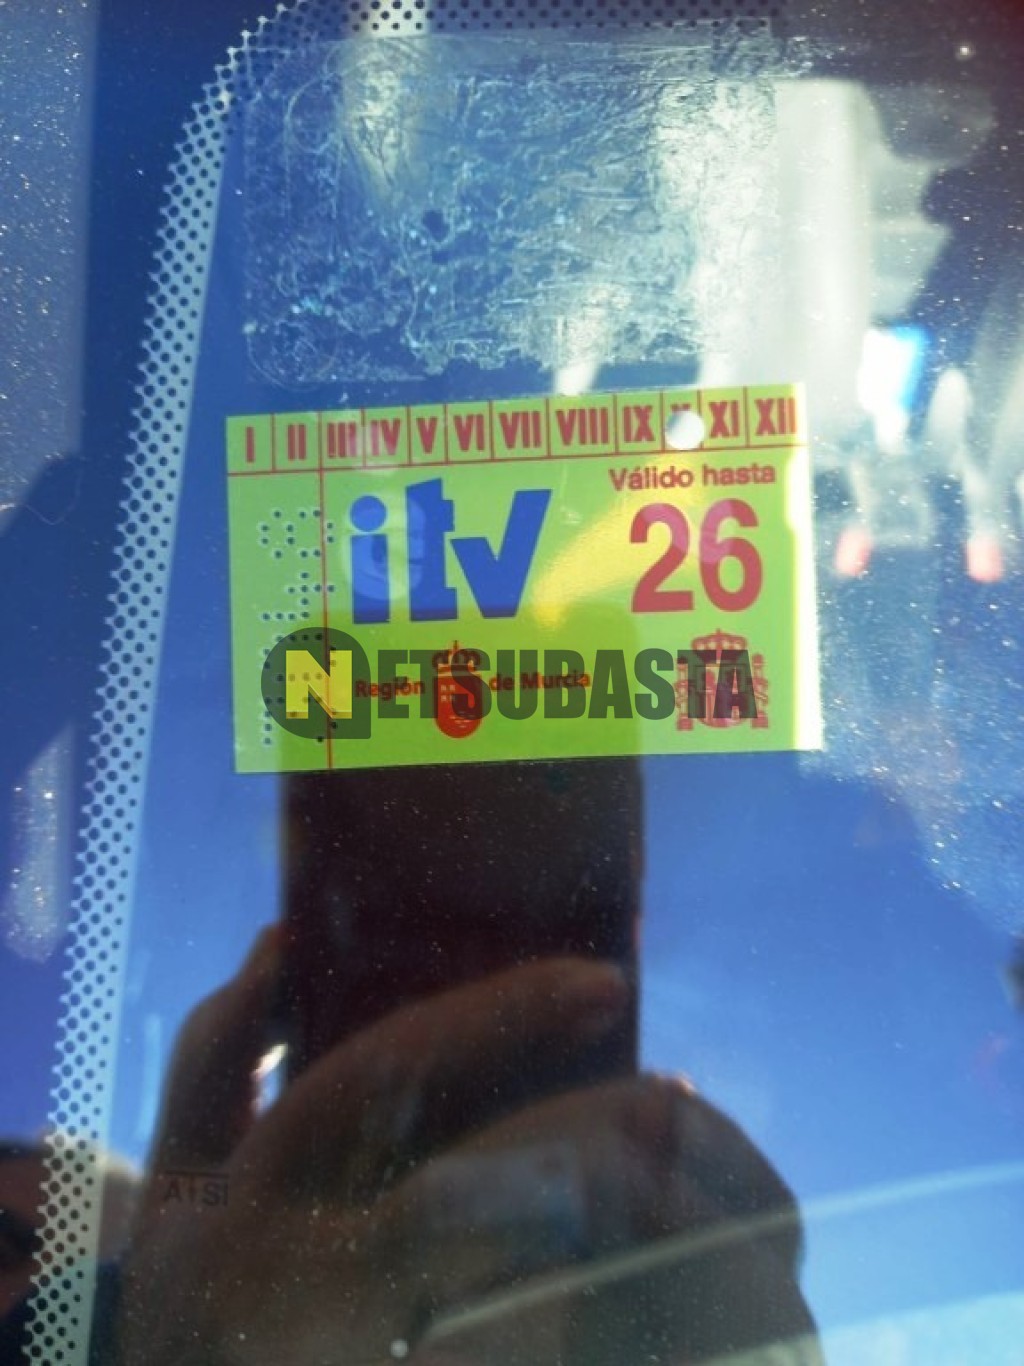 I II III IV V VI VII VIII IX X XI XII
Válido hasta
itv 26
Región de Murcia
NETSUBASTA